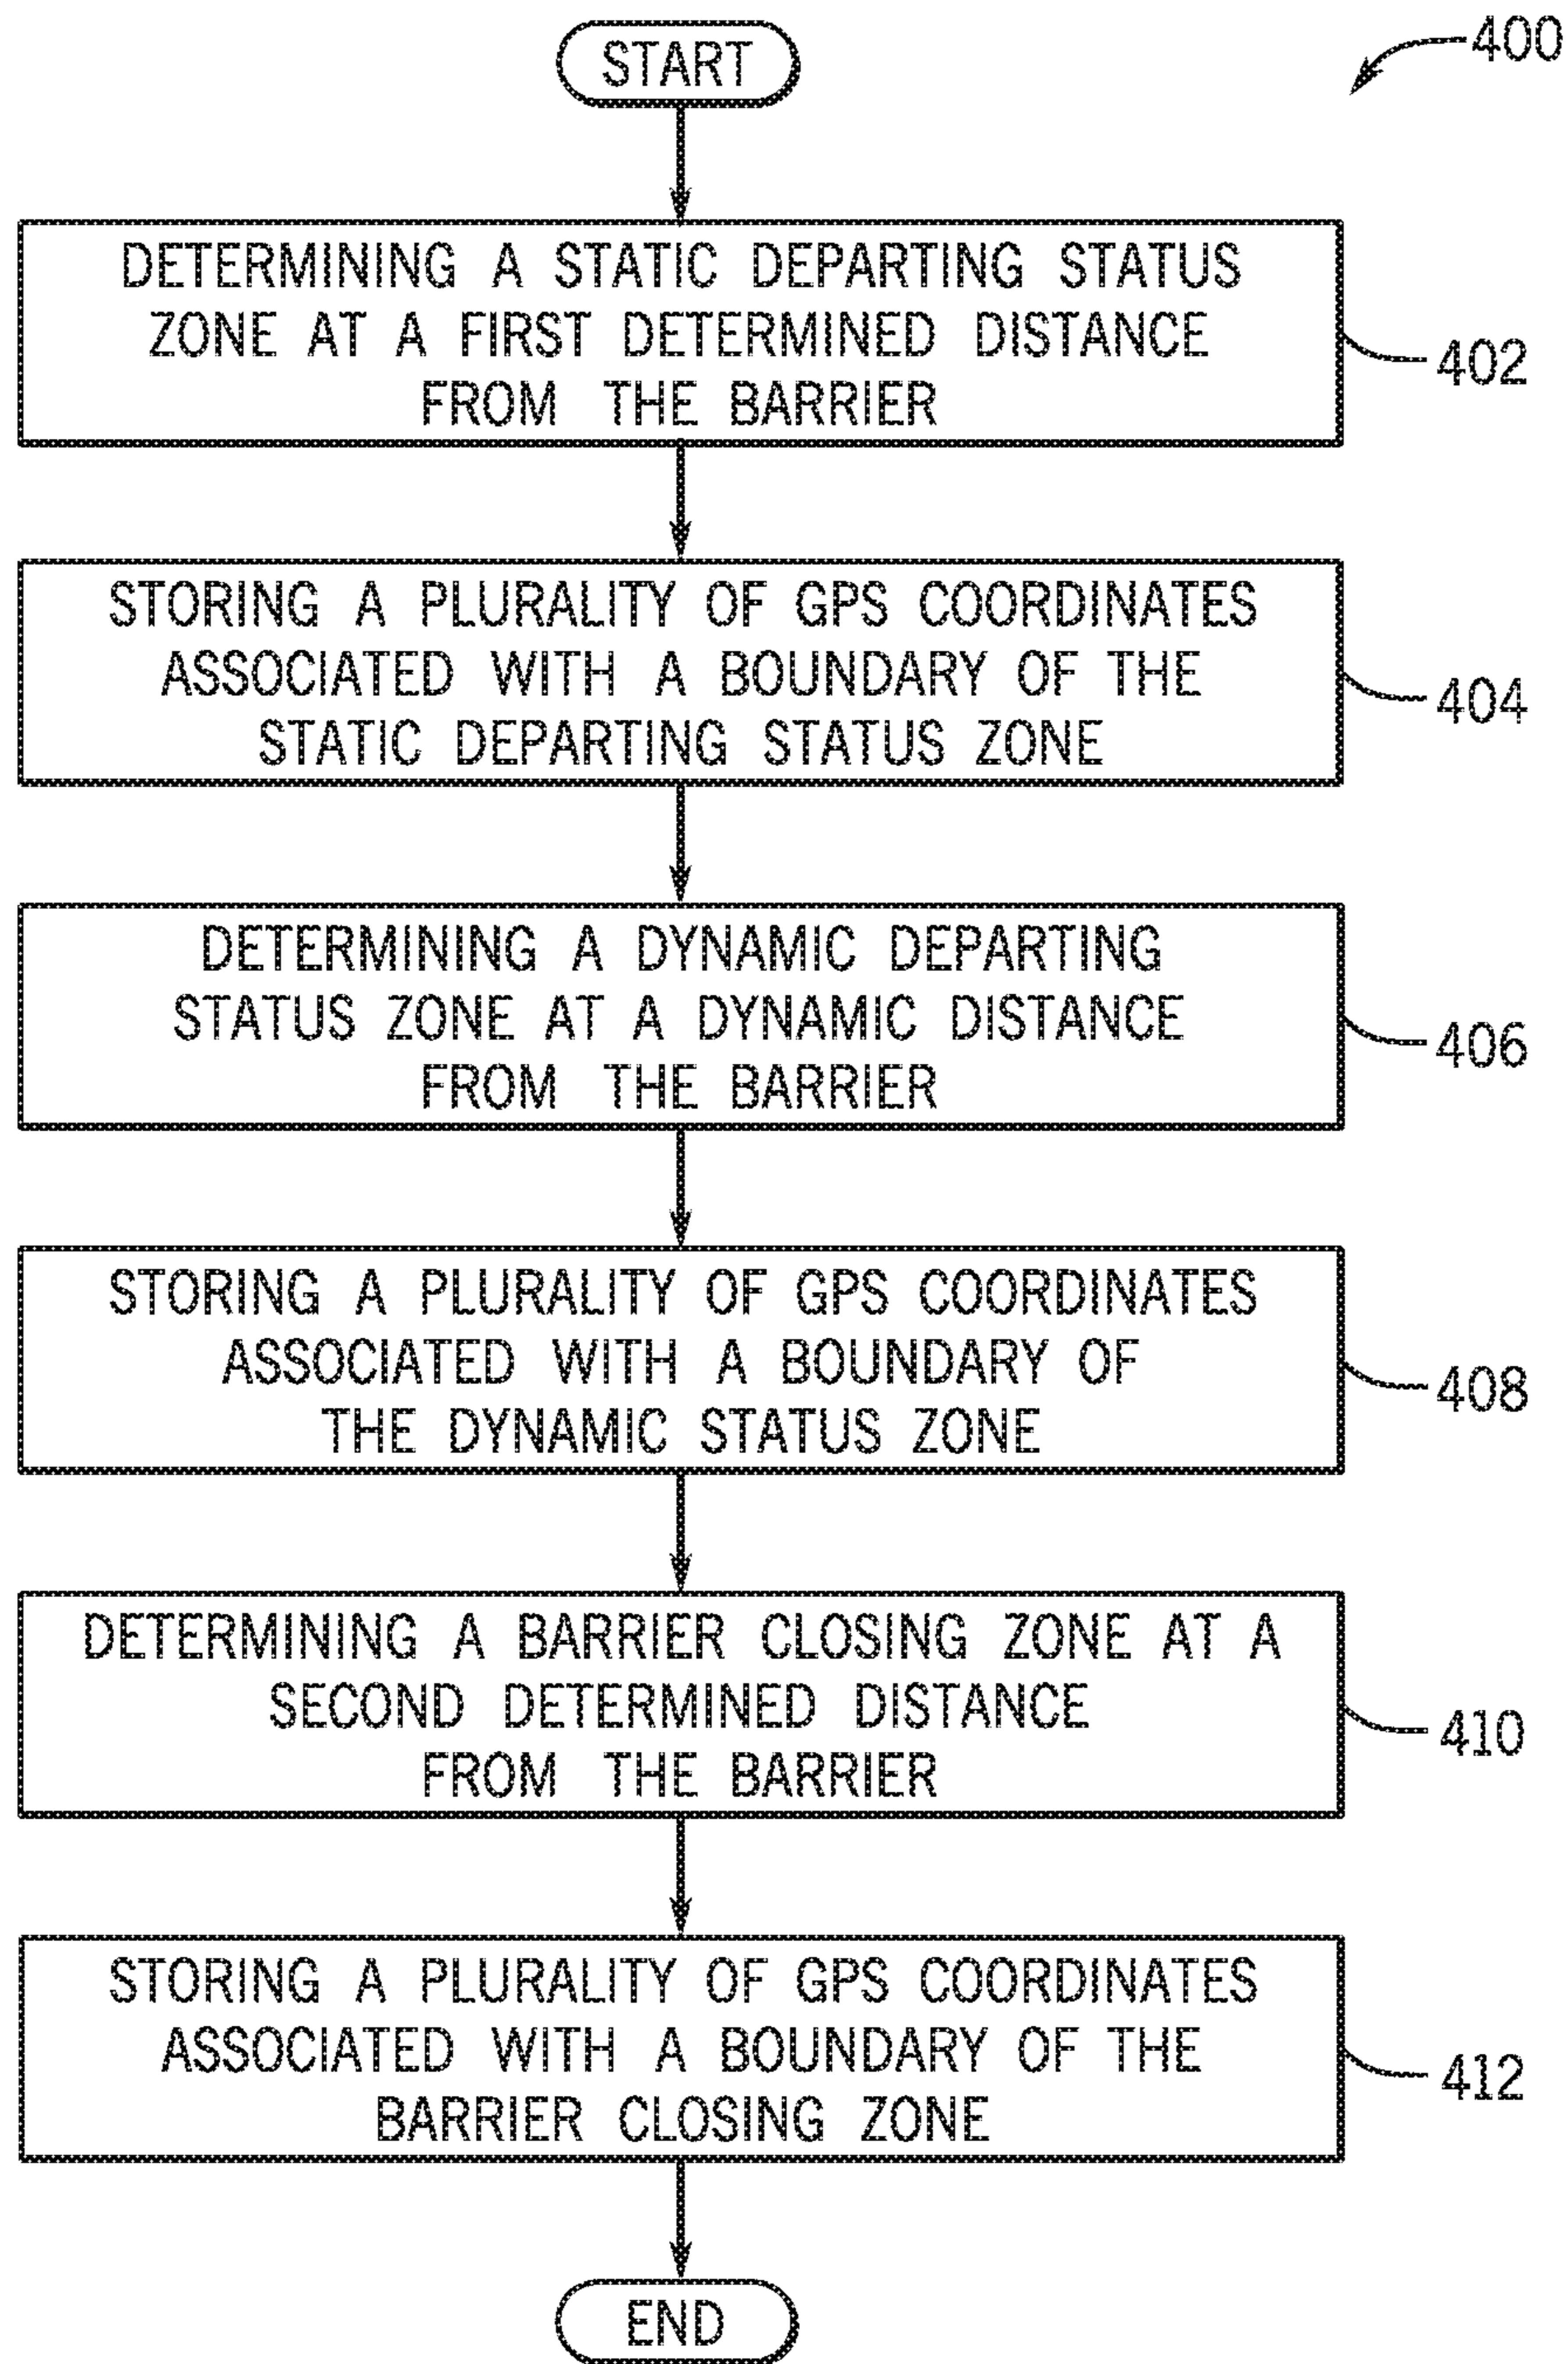 START
400
DETERMINING A STATIC DEPARTING STATUS
ZONE AT A FIRST DETERMINED DISTANCE
FROM THE BARRIER
402
STORING A PLURALITY OF GPS COORDINATES
ASSOCIATED WITH A BOUNDARY OF THE
STATIC DEPARTING STATUS ZONE
404
DETERMINING A DYNAMIC DEPARTING
STATUS ZONE AT A DYNAMIC DISTANCE
FROM THE BARRIER
406
STORING A PLURALITY OF GPS COORDINATES
ASSOCIATED WITH A BOUNDARY OF
THE DYNAMIC STATUS ZONE
408
DETERMINING A BARRIER CLOSING ZONE AT A
SECOND DETERMINED DISTANCE
FROM THE BARRIER
410
STORING A PLURALITY OF GPS COORDINATES
ASSOCIATED WITH A BOUNDARY OF THE
BARRIER CLOSING ZONE
412
END